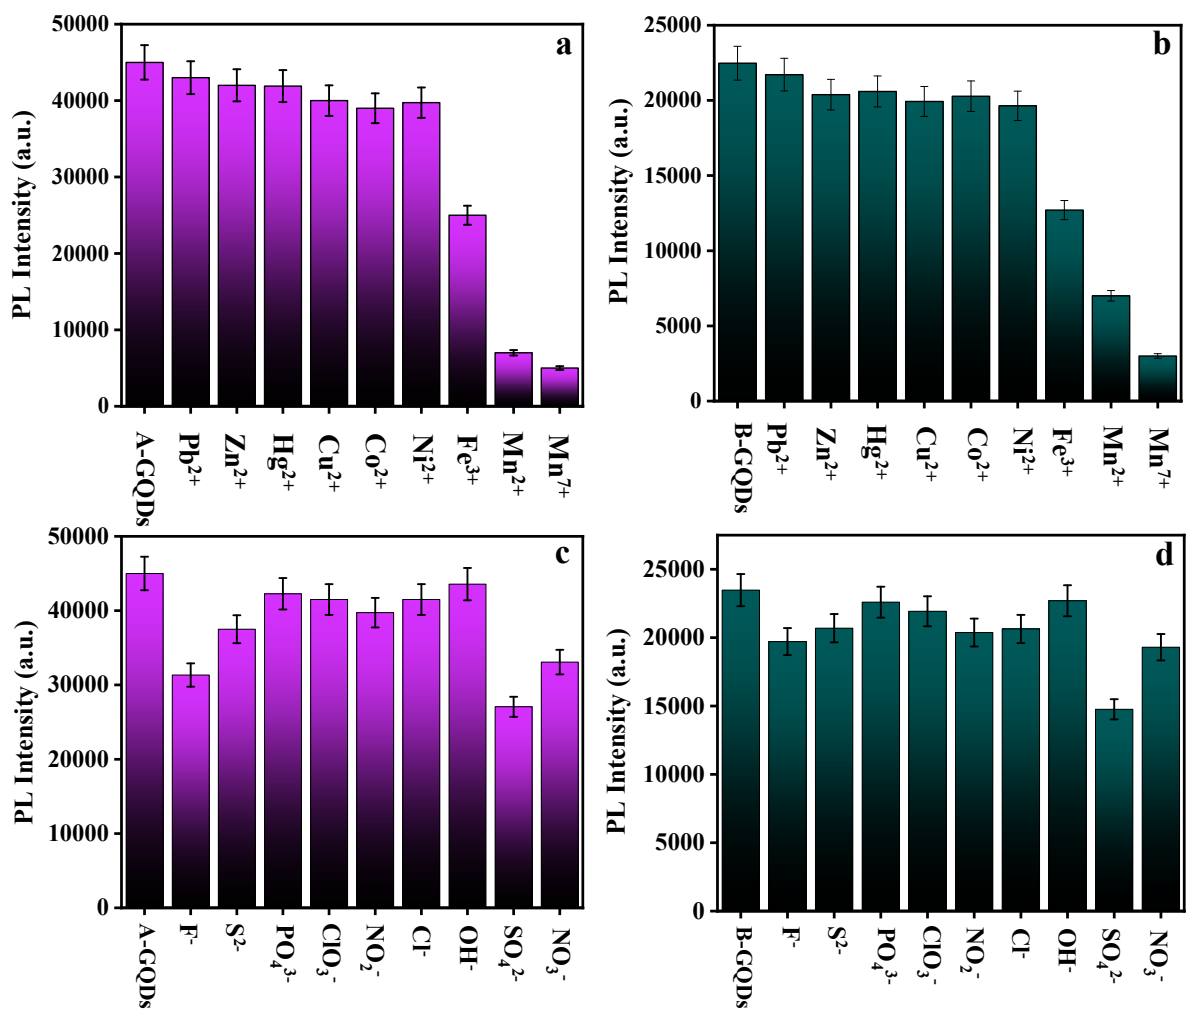 a
PL Intensity (a.u.)
50000
40000
30000
20000
10000
0
A-GQDs
Pb²⁺
Zn²⁺
Hg²⁺
Cu²⁺
Co²⁺
Ni²⁺
Fe³⁺
Mn²⁺
Mn⁷⁺
b
PL Intensity (a.u.)
25000
20000
15000
10000
5000
0
B-GQDs
Pb²⁺
Zn²⁺
Hg²⁺
Cu²⁺
Co²⁺
Ni²⁺
Fe³⁺
Mn²⁺
Mn⁷⁺
c
PL Intensity (a.u.)
50000
40000
30000
20000
10000
0
A-GQDs
F⁻
S²⁻
PO₄³⁻
ClO₃⁻
NO₂⁻
Cl⁻
OH⁻
SO₄²⁻
NO₃⁻
d
PL Intensity (a.u.)
25000
20000
15000
10000
5000
0
B-GQDs
F⁻
S²⁻
PO₄³⁻
ClO₃⁻
NO₂⁻
Cl⁻
OH⁻
SO₄²⁻
NO₃⁻